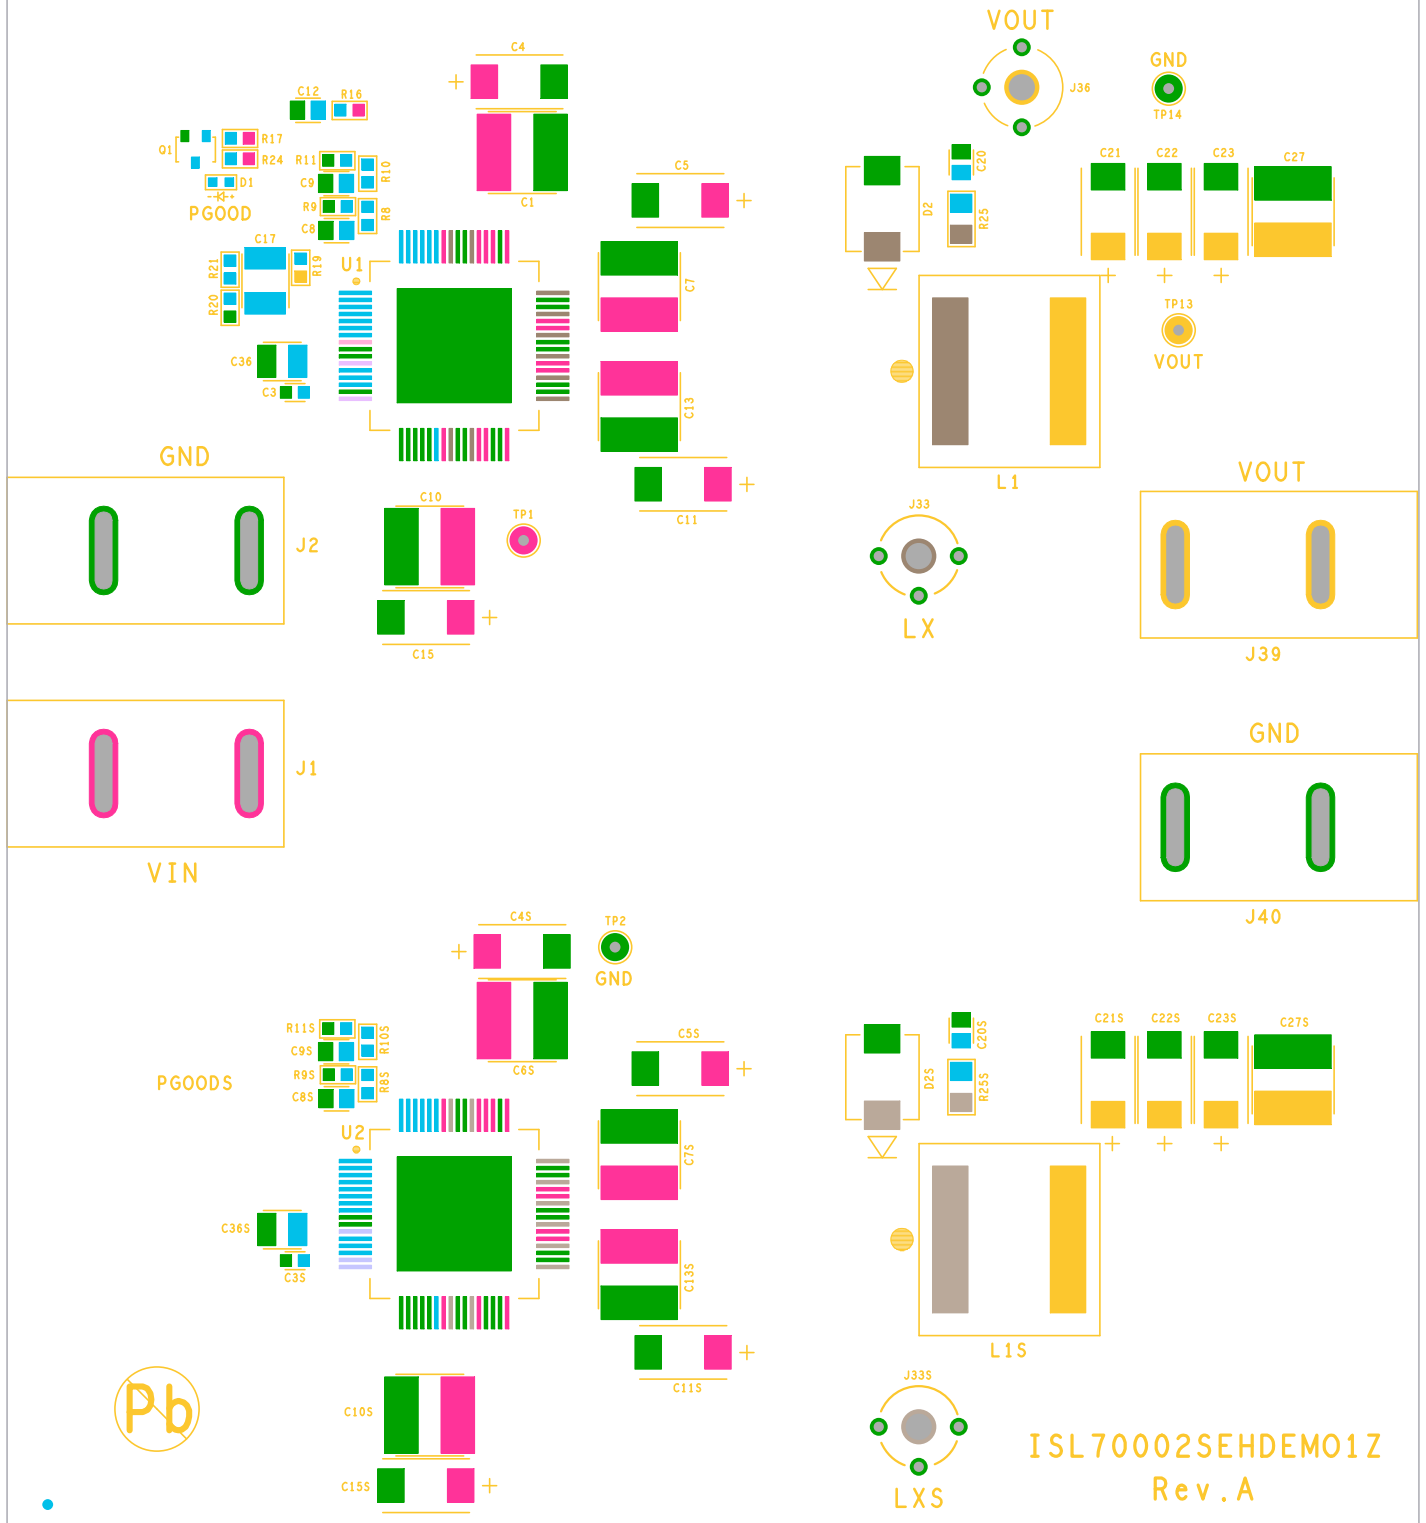 VOUT
C4
GND
J36
TP14
C12
R16
Q1
R17
R24
R11
R10
C9
D1
PGOOD
R9
R8
C8
C1
C5
C20
D2
R25
C21
C22
C23
C27
C17
U1
R21
R19
R20
C7
TP13
VOUT
C36
C3
C13
GND
L1
VOUT
C10
TP1
C11
J33
J2
LX
C15
J39
GND
J1
VIN
J40
C4S
TP2
GND
R11S
R10S
C9S
PGOODS
R9S
R8S
C8S
C6S
C5S
C20S
D2S
R25S
C21S
C22S
C23S
C27S
U2
C7S
C36S
C3S
C13S
L1S
Pb
C10S
C11S
J33S
ISL70002SEHDEMO1Z
Rev.A
C15S
LXS